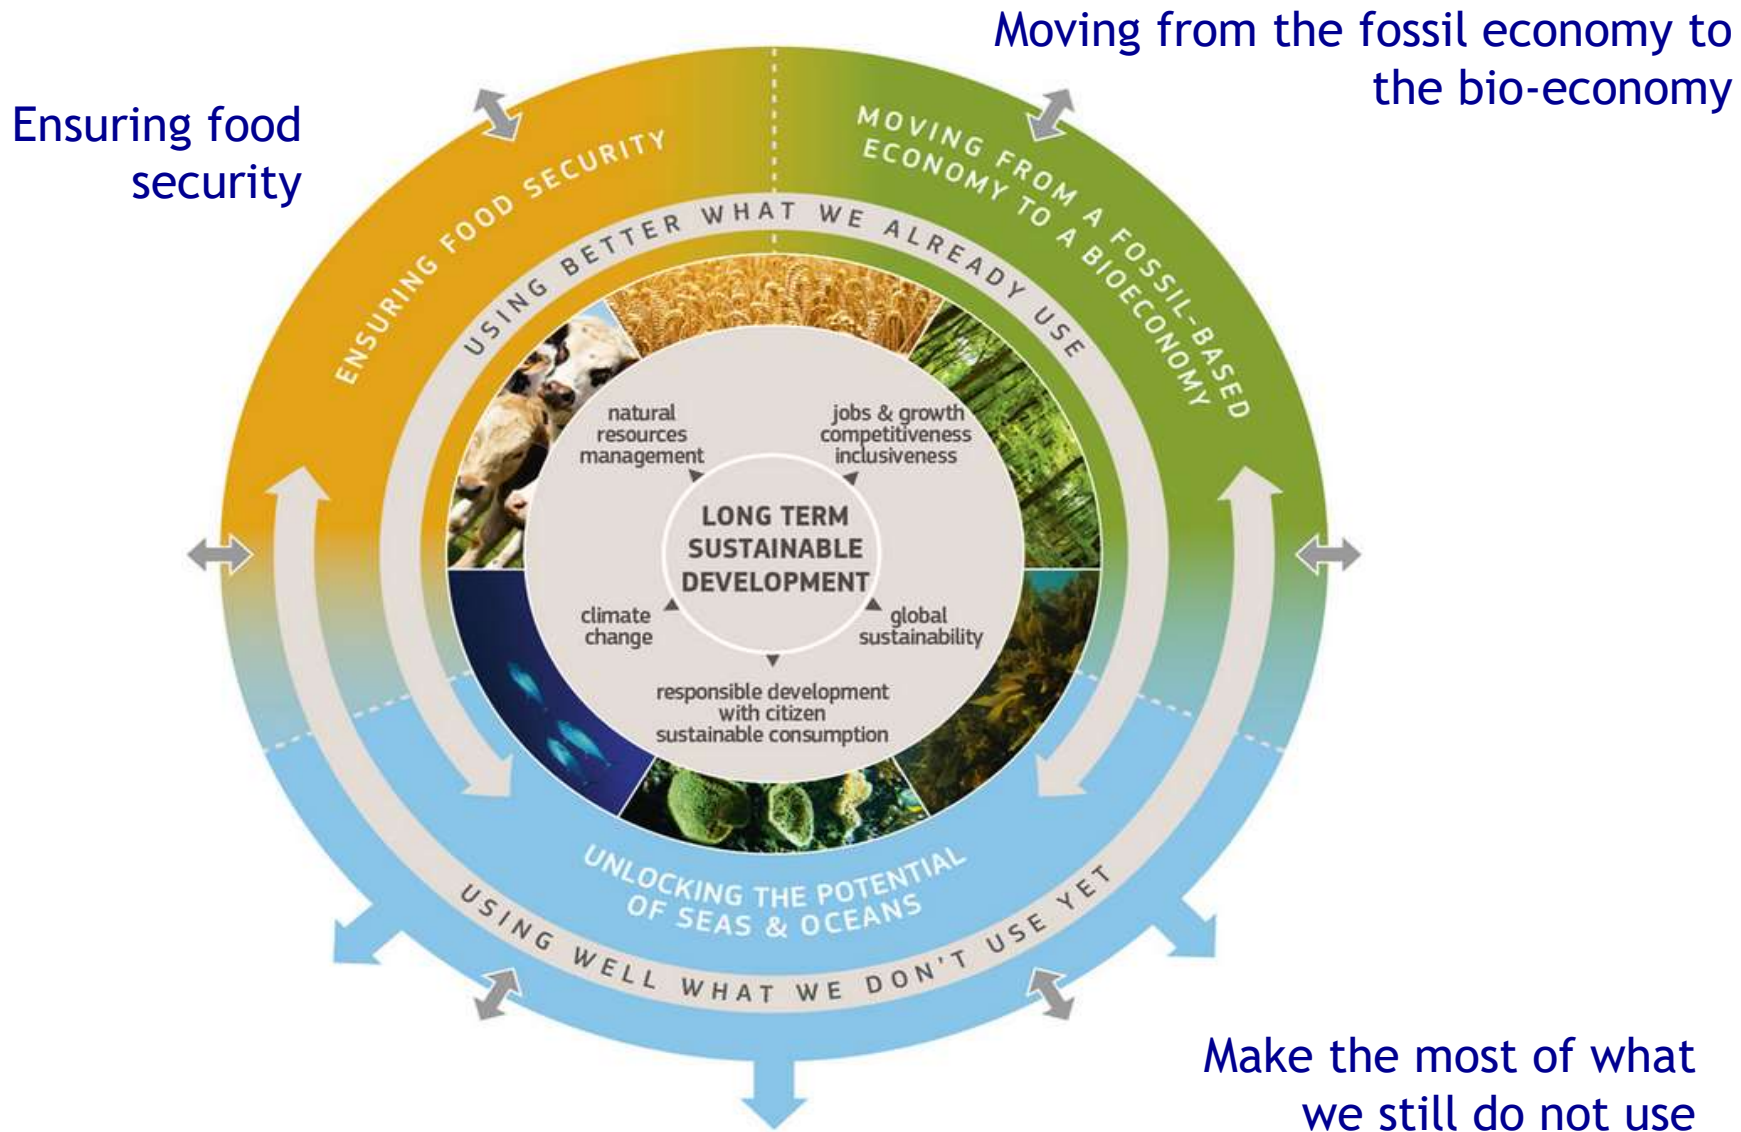 Moving from the fossil economy to
the bio-economy
Ensuring food
security
ENSURING FOOD SECURITY
MOVING FROM A FOSSIL-BASED
ECONOMY TO A BIOECONOMY
USING BETTER WHAT WE ALREADY USE
natural
resources
management
jobs & growth
competitiveness
inclusiveness
LONG TERM
SUSTAINABLE
DEVELOPMENT
climate
change
global
sustainability
responsible development
with citizen
sustainable consumption
UNLOCKING THE POTENTIAL
OF SEAS & OCEANS
USING WELL WHAT WE DON'T USE YET
Make the most of what
we still do not use